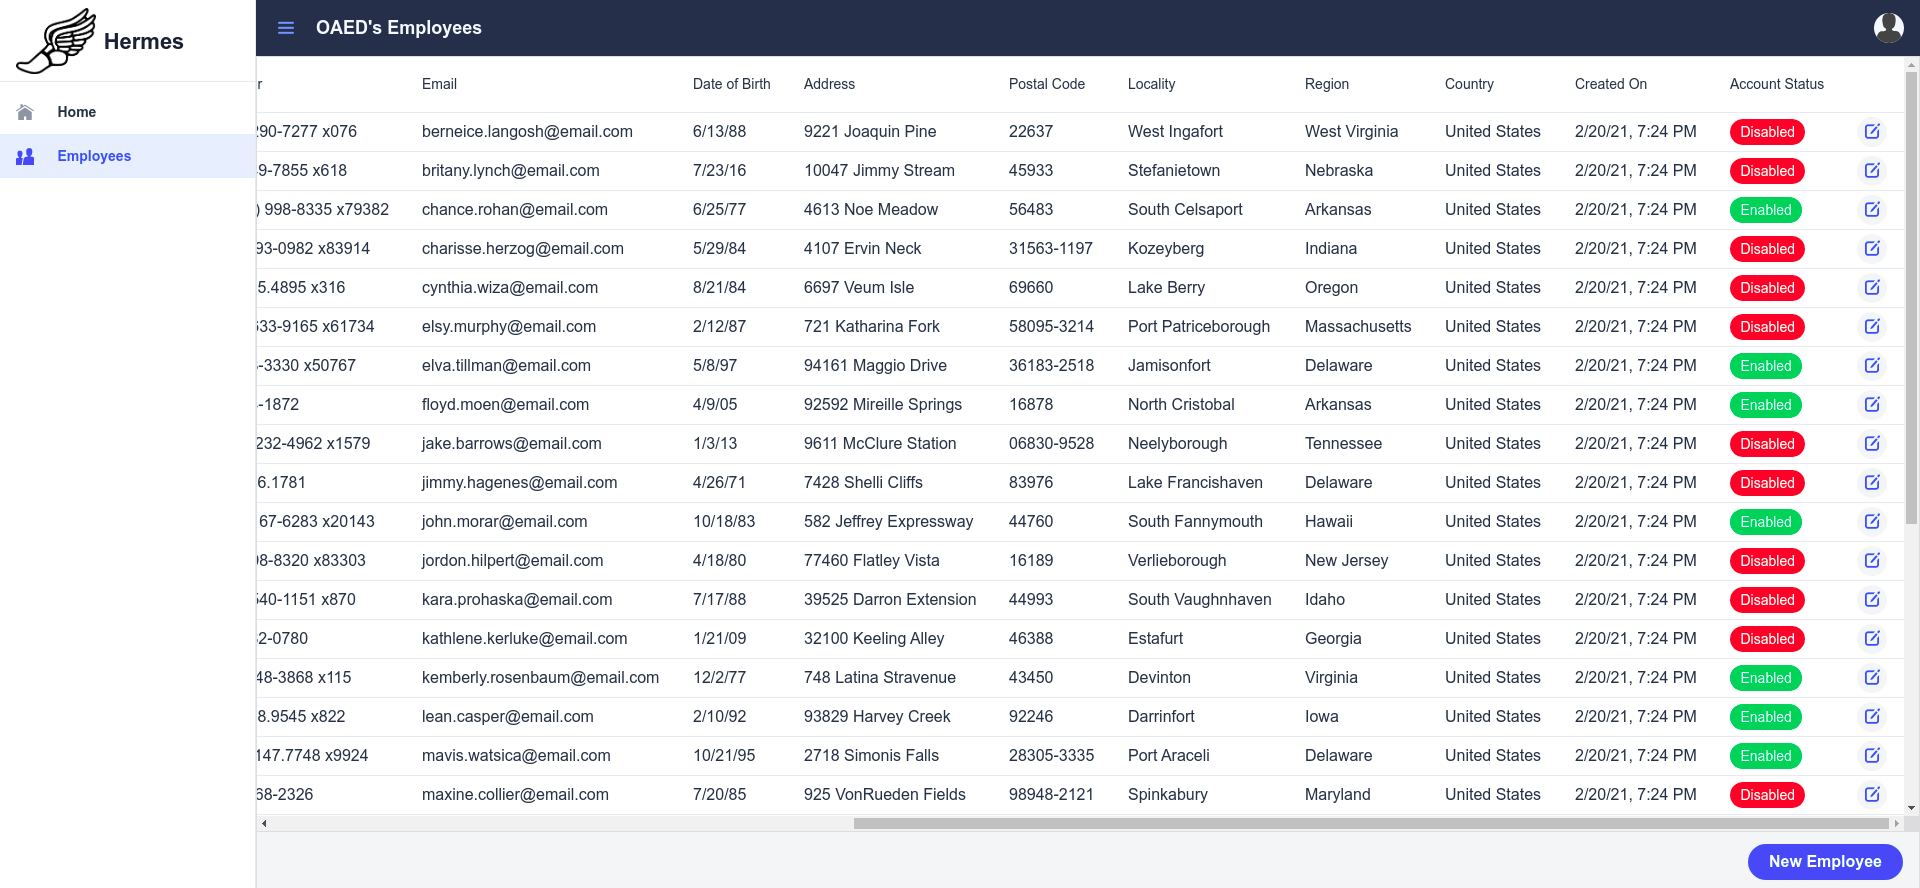 Hermes
OAED's Employees
Home
Employees
r Email Date of Birth Address Postal Code Locality Region Country Created On Account Status
90-7277 x076 berneice.langosh@email.com 6/13/88 9221 Joaquin Pine 22637 West Ingafort West Virginia United States 2/20/21, 7:24 PM Disabled
9-7855 x618 britany.lynch@email.com 7/23/16 10047 Jimmy Stream 45933 Stefanietown Nebraska United States 2/20/21, 7:24 PM Disabled
) 998-8335 x79382 chance.rohan@email.com 6/25/77 4613 Noe Meadow 56483 South Celsaport Arkansas United States 2/20/21, 7:24 PM Enabled
93-0982 x83914 charisse.herzog@email.com 5/29/84 4107 Ervin Neck 31563-1197 Kozeyberg Indiana United States 2/20/21, 7:24 PM Disabled
5.4895 x316 cynthia.wiza@email.com 8/21/84 6697 Veum Isle 69660 Lake Berry Oregon United States 2/20/21, 7:24 PM Disabled
33-9165 x61734 elsy.murphy@email.com 2/12/87 721 Katharina Fork 58095-3214 Port Patriceborough Massachusetts United States 2/20/21, 7:24 PM Disabled
-3330 x50767 elva.tillman@email.com 5/8/97 94161 Maggio Drive 36183-2518 Jamisonfort Delaware United States 2/20/21, 7:24 PM Enabled
-1872 floyd.moen@email.com 4/9/05 92592 Mireille Springs 16878 North Cristobal Arkansas United States 2/20/21, 7:24 PM Enabled
232-4962 x1579 jake.barrows@email.com 1/3/13 9611 McClure Station 06830-9528 Neelyborough Tennessee United States 2/20/21, 7:24 PM Disabled
6.1781 jimmy.hagenes@email.com 4/26/71 7428 Shelli Cliffs 83976 Lake Francishaven Delaware United States 2/20/21, 7:24 PM Disabled
67-6283 x20143 john.morar@email.com 10/18/83 582 Jeffrey Expressway 44760 South Fannymouth Hawaii United States 2/20/21, 7:24 PM Enabled
8-8320 x83303 jordon.hilpert@email.com 4/18/80 77460 Flatley Vista 16189 Verlieborough New Jersey United States 2/20/21, 7:24 PM Disabled
40-1151 x870 kara.prohaska@email.com 7/17/88 39525 Darron Extension 44993 South Vaughnhaven Idaho United States 2/20/21, 7:24 PM Disabled
2-0780 kathlene.kerluke@email.com 1/21/09 32100 Keeling Alley 46388 Estafurt Georgia United States 2/20/21, 7:24 PM Disabled
48-3868 x115 kemberly.rosenbaum@email.com 12/2/77 748 Latina Stravenue 43450 Devinton Virginia United States 2/20/21, 7:24 PM Enabled
8.9545 x822 lean.casper@email.com 2/10/92 93829 Harvey Creek 92246 Darrinfort Iowa United States 2/20/21, 7:24 PM Enabled
147.7748 x9924 mavis.watsica@email.com 10/21/95 2718 Simonis Falls 28305-3335 Port Araceli Delaware United States 2/20/21, 7:24 PM Enabled
68-2326 maxine.collier@email.com 7/20/85 925 VonRueden Fields 98948-2121 Spinkabury Maryland United States 2/20/21, 7:24 PM Disabled
New Employee